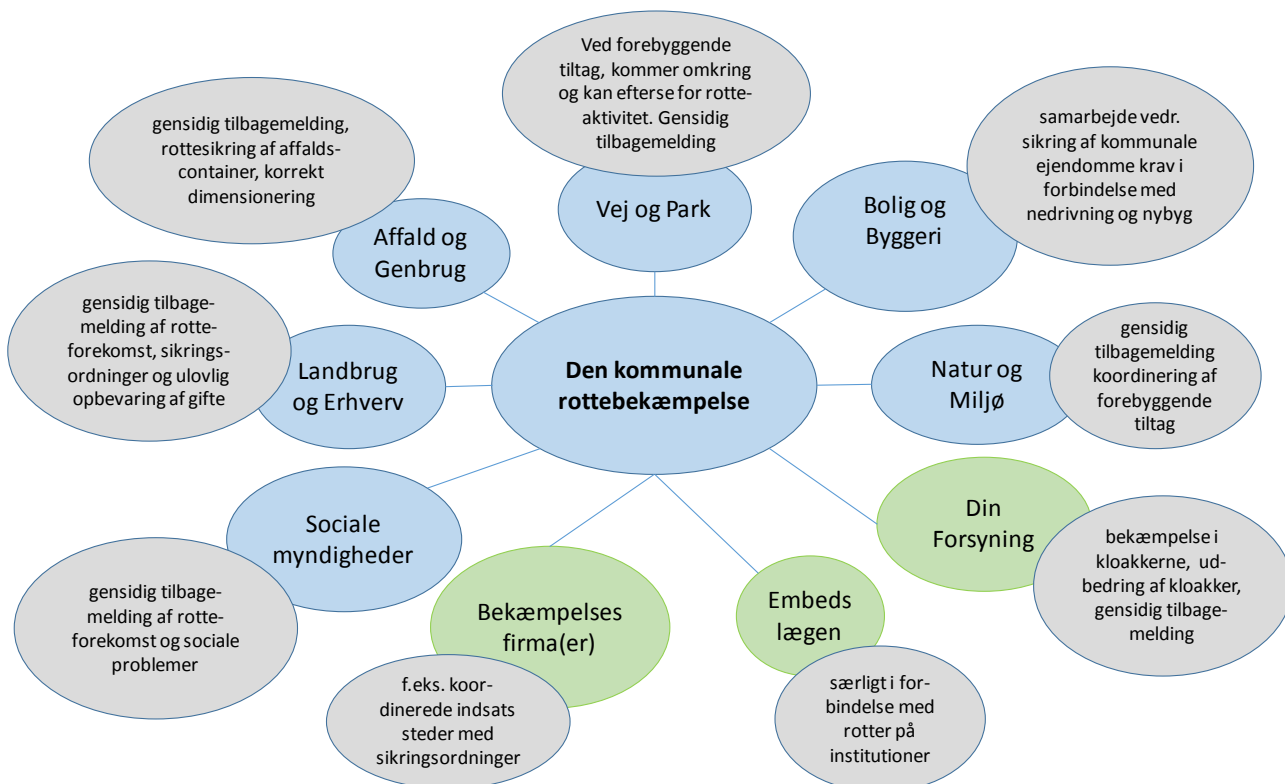 Ved forebyggende
tiltag, kommer omkring
og kan efterse for rotte-
aktivitet. Gensidig
tilbagemelding
Vej og Park
gensidig tilbagemelding,
rottesikring af affalds-
container, korrekt
dimensionering
Affald og
Genbrug
samarbejde vedr.
sikring af kommunale
ejendomme krav i
forbindelse med
nedrivning og nybyg
Bolig og
Byggeri
gensidig tilbage-
melding af rotte-
forekomst, sikrings-
ordninger og ulovlig
opbevaring af gifte
Landbrug
og Erhverv
Den kommunale
rottebekæmpelse
Natur og
Miljø
gensidig
tilbagemelding
koordinering af
forebyggende
tiltag
Sociale
myndigheder
gensidig tilbage-
melding af rotte-
forekomst og sociale
problemer
Bekæmpelses
firma(er)
f.eks. koor-
dinerede indsats
steder med
sikringsordninger
Embeds
lægen
særligt i for-
bindelse med
rotter på
institutioner
Din
Forsyning
bekæmpelse i
kloakkerne, ud-
bedring af kloakker,
gensidig tilbage-
melding